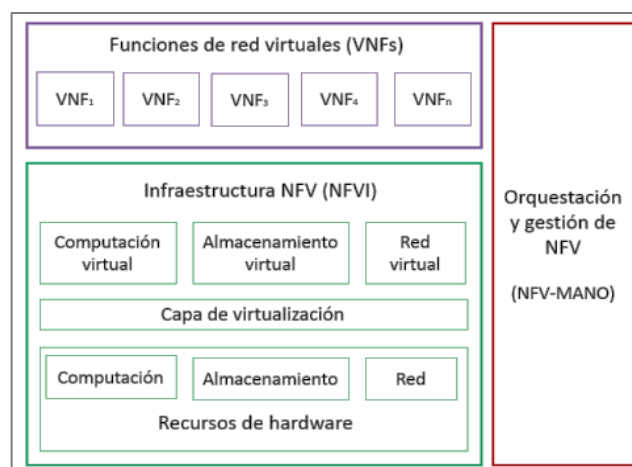 Funciones de red virtuales (VNFs)
VNF₁
VNF₂
VNF₃
VNF₄
VNFₙ
Infraestructura NFV (NFVI)
Computación
virtual
Almacenamiento
virtual
Red
virtual
Capa de virtualización
Computación
Almacenamiento
Red
Recursos de hardware
Orquestación
y gestión de
NFV
(NFV-MANO)